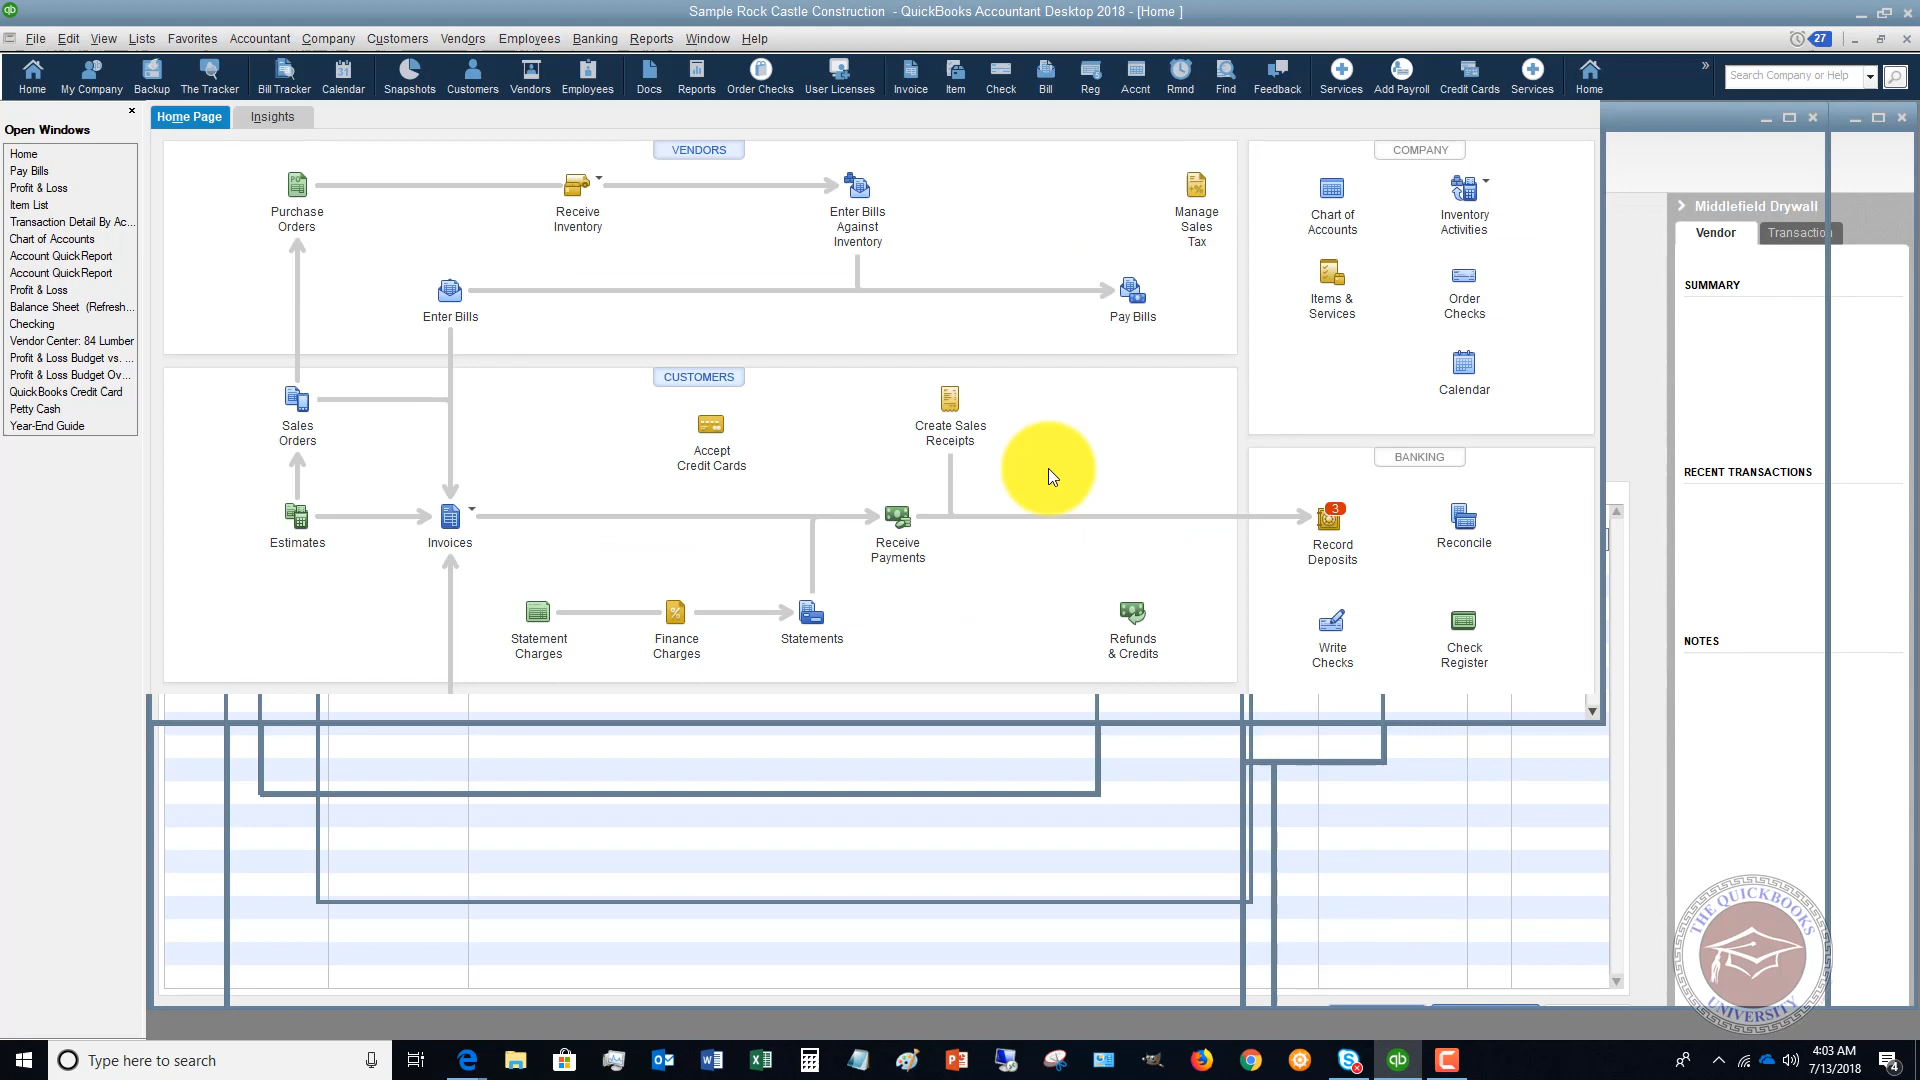 Sample Rock Castle Construction - QuickBooks Accountant Desktop 2018 - [Home ]
File Edit View Lists Favorites Accountant Company Customers Vendors Employees Banking Reports Window Help
27
Home My Company Backup The Tracker Bill Tracker Calendar Snapshots Customers Vendors Employees Docs Reports Order Checks User Licenses Invoice Item Check Bill Reg Accnt Rmnd Find Feedback Services Add Payroll Credit Cards Services Home
Search Company or Help
Open Windows
Home
Pay Bills
Profit & Loss
Item List
Transaction Detail By Ac...
Chart of Accounts
Account QuickReport
Account QuickReport
Profit & Loss
Balance Sheet (Refresh...
Checking
Vendor Center: 84 Lumber
Profit & Loss Budget vs. ...
Profit & Loss Budget Ov...
QuickBooks Credit Card
Petty Cash
Year-End Guide
Home Page
Insights
VENDORS
Purchase
Orders
Receive
Inventory
Enter Bills
Against
Inventory
Manage
Sales
Tax
Enter Bills
Pay Bills
CUSTOMERS
Sales
Orders
Accept
Credit Cards
Create Sales
Receipts
Estimates
Invoices
Receive
Payments
Statement
Charges
Finance
Charges
Statements
Refunds
& Credits
COMPANY
Chart of
Accounts
Inventory
Activities
Items &
Services
Order
Checks
Calendar
BANKING
3
Record
Deposits
Reconcile
Write
Checks
Check
Register
Middlefield Drywall
Vendor
Transaction
SUMMARY
RECENT TRANSACTIONS
NOTES
THE QUICKBOOKS
UNIVERSITY
Type here to search
4:03 AM
7/13/2018
4